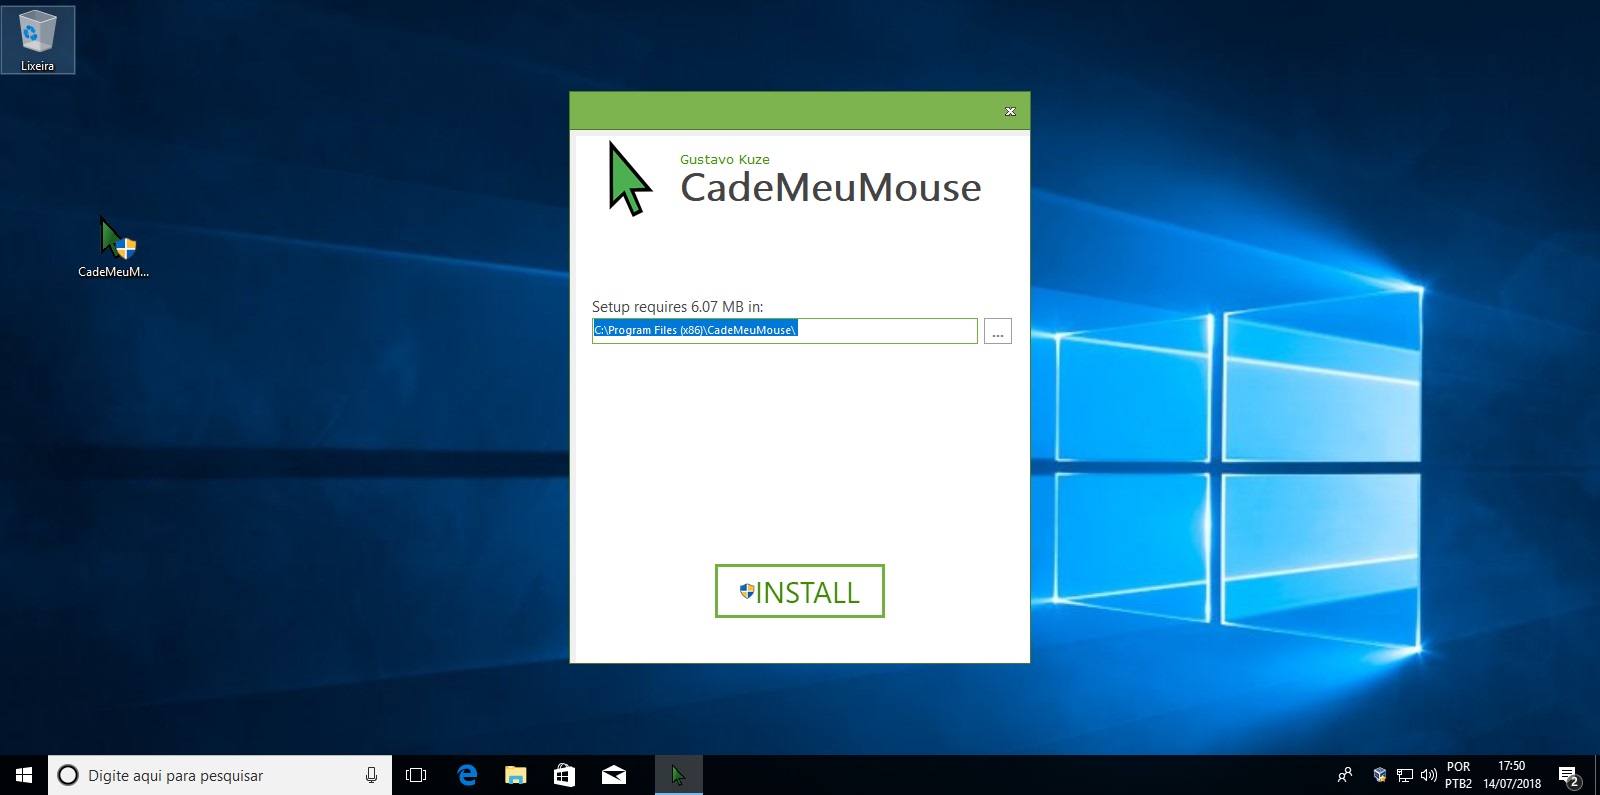 Lixeira
CadeMeuM...
Gustavo Kuze
CadeMeuMouse
Setup requires 6.07 MB in:
C:\Program Files (x86)\CadeMeuMouse\
...
INSTALL
Digite aqui para pesquisar
POR
PTB2
17:50
14/07/2018
2